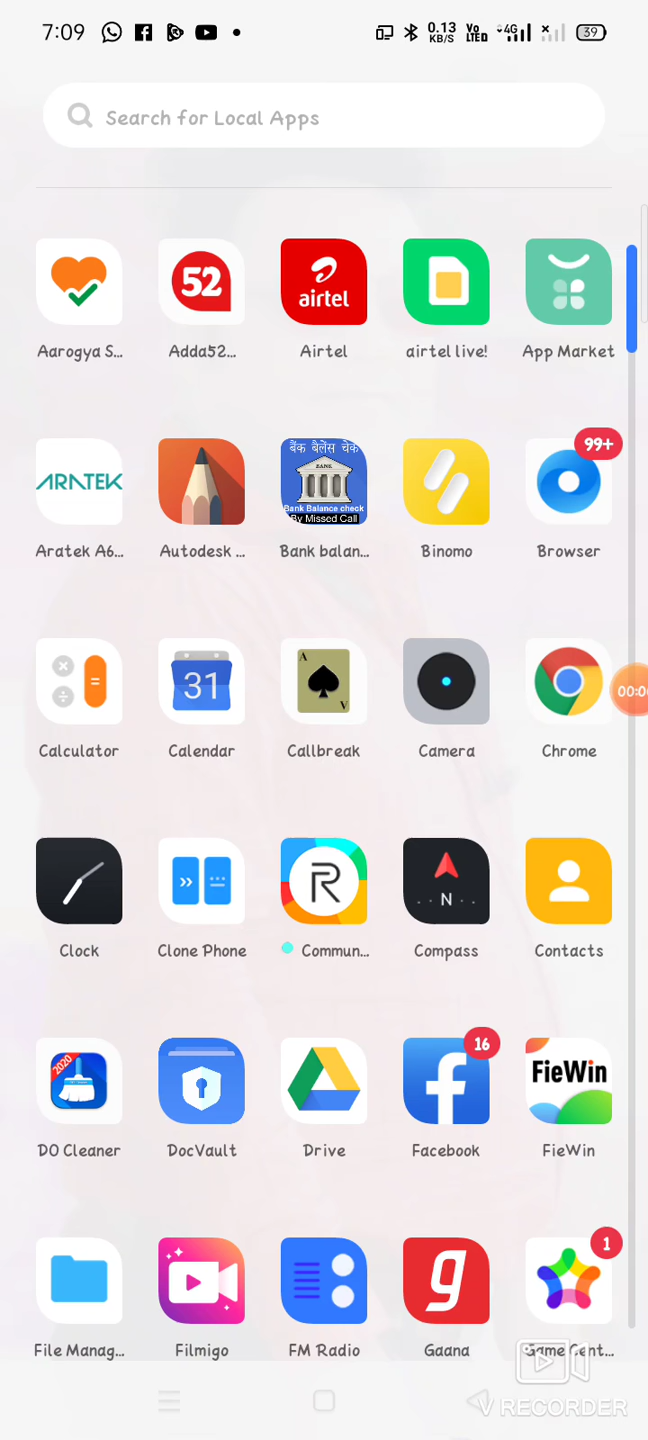 7:09 0.13 KB/S Vo LTED 4G 39
Search for Local Apps
52 airtel
Aarogya S... Adda52... Airtel airtel live! App Market
ARATEK
बैंक बैलेंस चेक
BANK
Bank Balance check
By Missed Call
99+
Aratek A6... Autodesk ... Bank balan... Binomo Browser
31 A A
00:0
Calculator Calendar Callbreak Camera Chrome
R N
Clock Clone Phone Commun... Compass Contacts
2020 16 FieWin
DO Cleaner DocVault Drive Facebook FieWin
g 1
File Manag... Filmigo FM Radio Gaana Game Cent...
V RECORDER